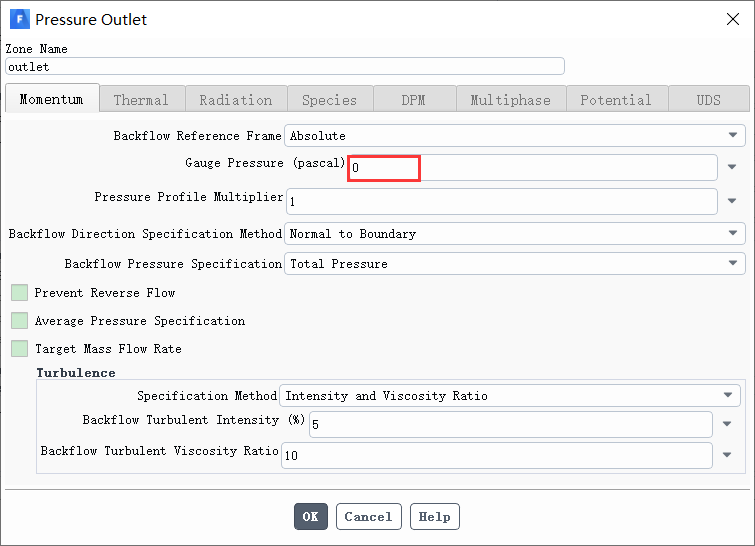 F Pressure Outlet
Zone Name
outlet
Momentum Thermal Radiation Species DPM Multiphase Potential UDS
Backflow Reference Frame Absolute
Gauge Pressure (pascal) 0
Pressure Profile Multiplier 1
Backflow Direction Specification Method Normal to Boundary
Backflow Pressure Specification Total Pressure
Prevent Reverse Flow
Average Pressure Specification
Target Mass Flow Rate
Turbulence
Specification Method Intensity and Viscosity Ratio
Backflow Turbulent Intensity (%) 5
Backflow Turbulent Viscosity Ratio 10
OK Cancel Help